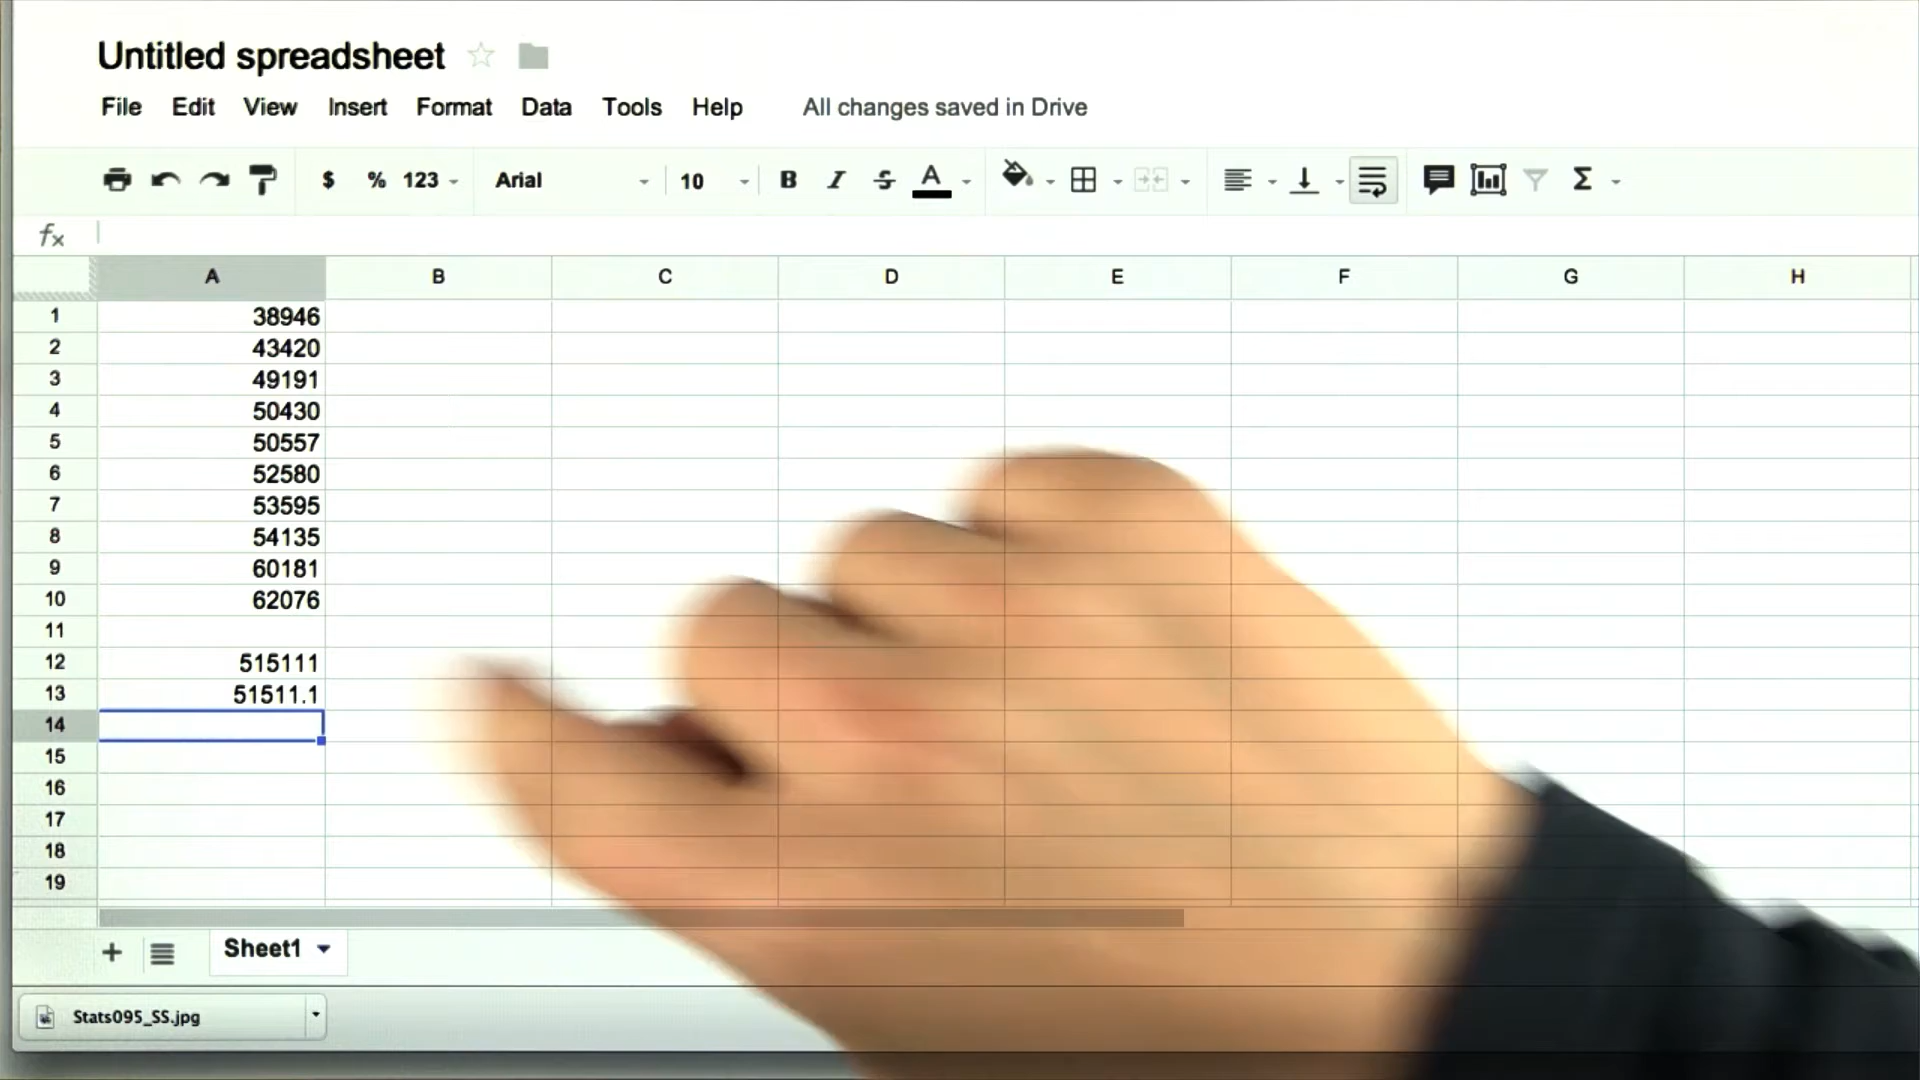 Untitled spreadsheet
File Edit View Insert Format Data Tools Help All changes saved in Drive
$ % 123 Arial 10 B I S A Σ
fx
A B C D E F G H
1 38946
2 43420
3 49191
4 50430
5 50557
6 52580
7 53595
8 54135
9 60181
10 62076
11
12 515111
13 51511.1
14
15
16
17
18
19
+ Sheet1
Stats095_SS.jpg